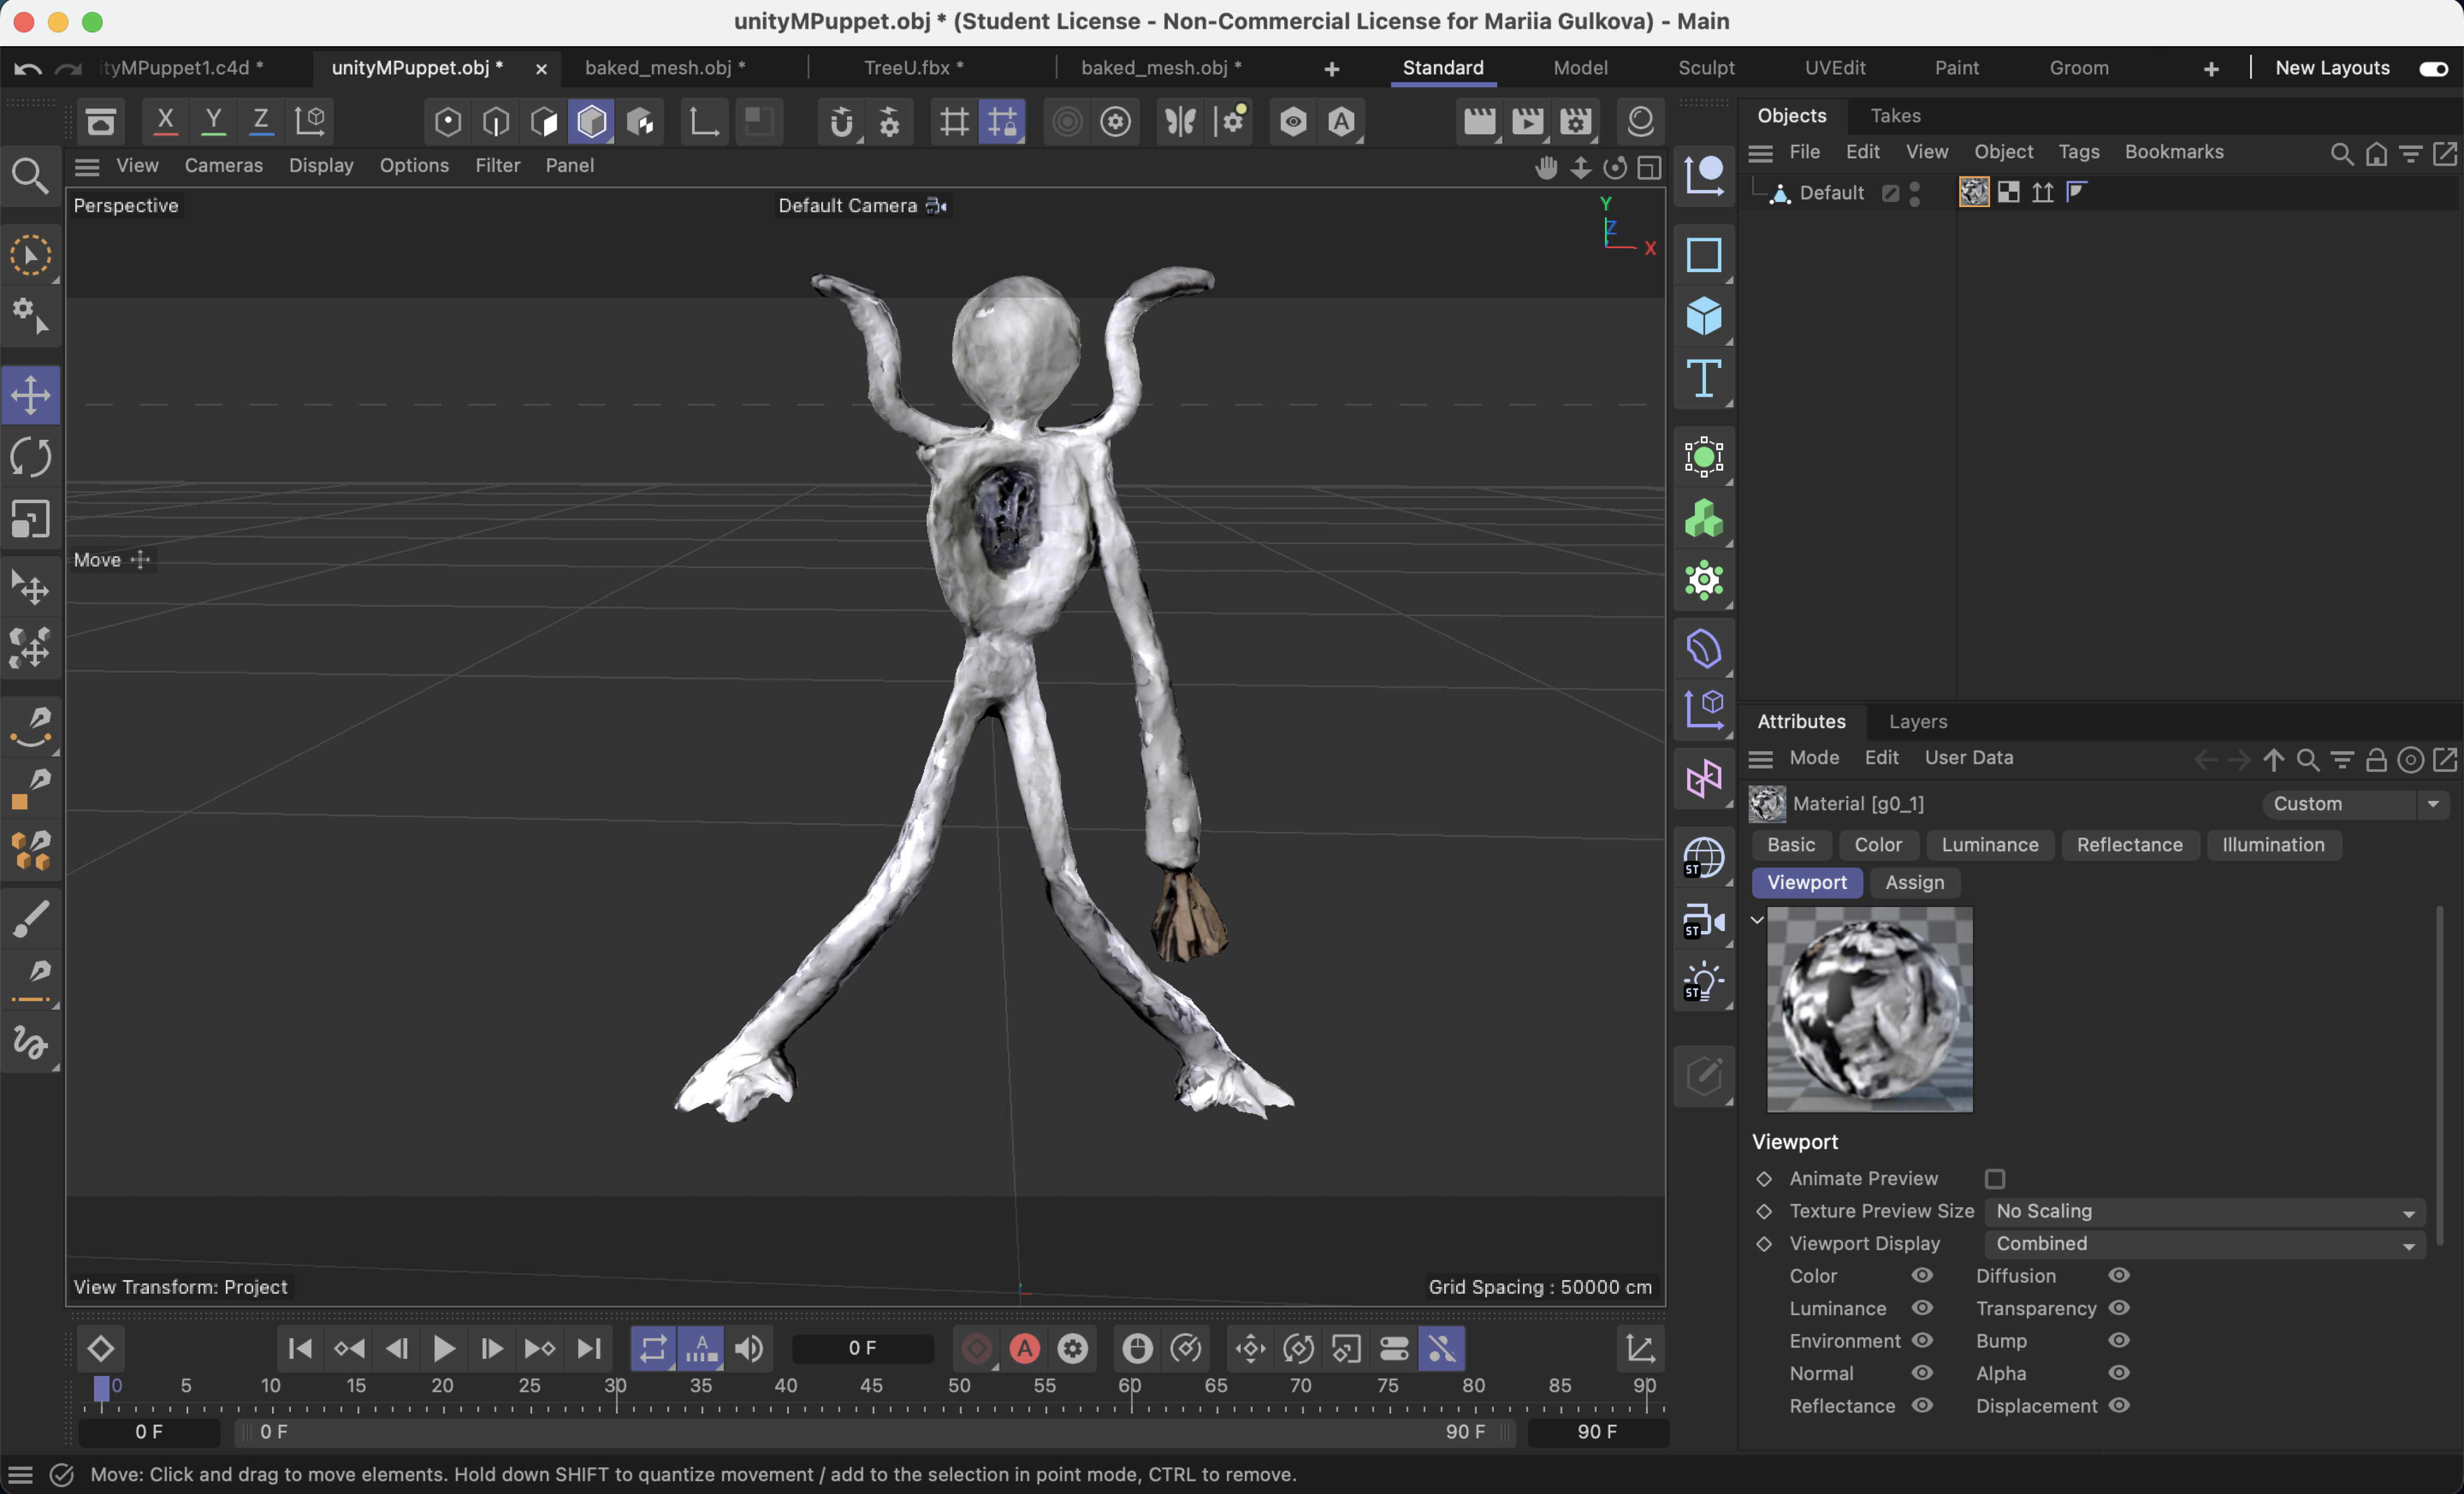 unityMPuppet.obj * (Student License - Non-Commercial License for Mariia Gulkova) - Main
ityMPuppet1.c4d * unityMPuppet.obj * × baked_mesh.obj * TreeU.fbx * baked_mesh.obj * + Standard Model Sculpt UVEdit Paint Groom + New Layouts
X Y Z
View Cameras Display Options Filter Panel
Perspective
Default Camera
Y
Z
X
Move
View Transform: Project
Grid Spacing : 50000 cm
Objects Takes
File Edit View Object Tags Bookmarks
Default
T
ST
ST
ST
Attributes Layers
Mode Edit User Data
Material [g0_1] Custom
Basic Color Luminance Reflectance Illumination
Viewport Assign
Viewport
Animate Preview
Texture Preview Size No Scaling
Viewport Display Combined
Color Diffusion
Luminance Transparency
Environment Bump
Normal Alpha
Reflectance Displacement
A 0 F A
0 5 10 15 20 25 30 35 40 45 50 55 60 65 70 75 80 85 90
0 F 0 F 90 F 90 F
Move: Click and drag to move elements. Hold down SHIFT to quantize movement / add to the selection in point mode, CTRL to remove.